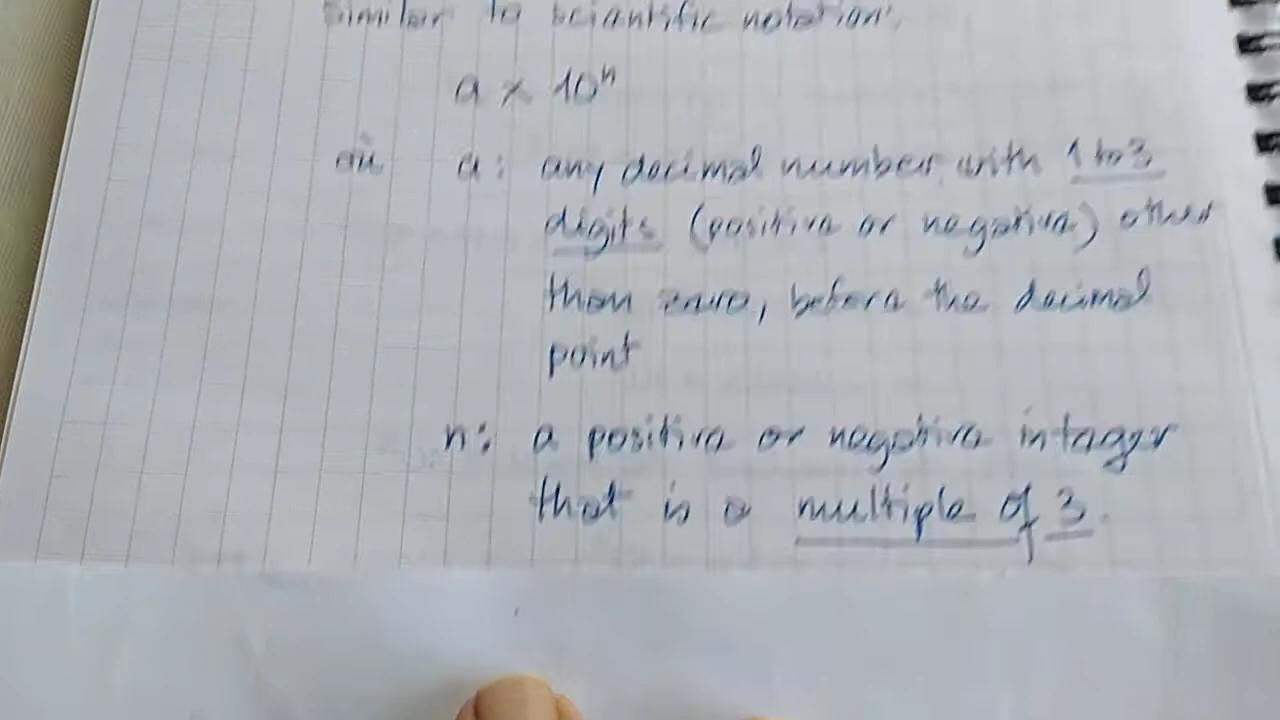 Similar to scientific notation:
a × 10ⁿ
où a: any decimal number with 1 to 3
digits (positive or negative) other
than zero, before the decimal
point
n: a positive or negative integer
that is a multiple of 3.